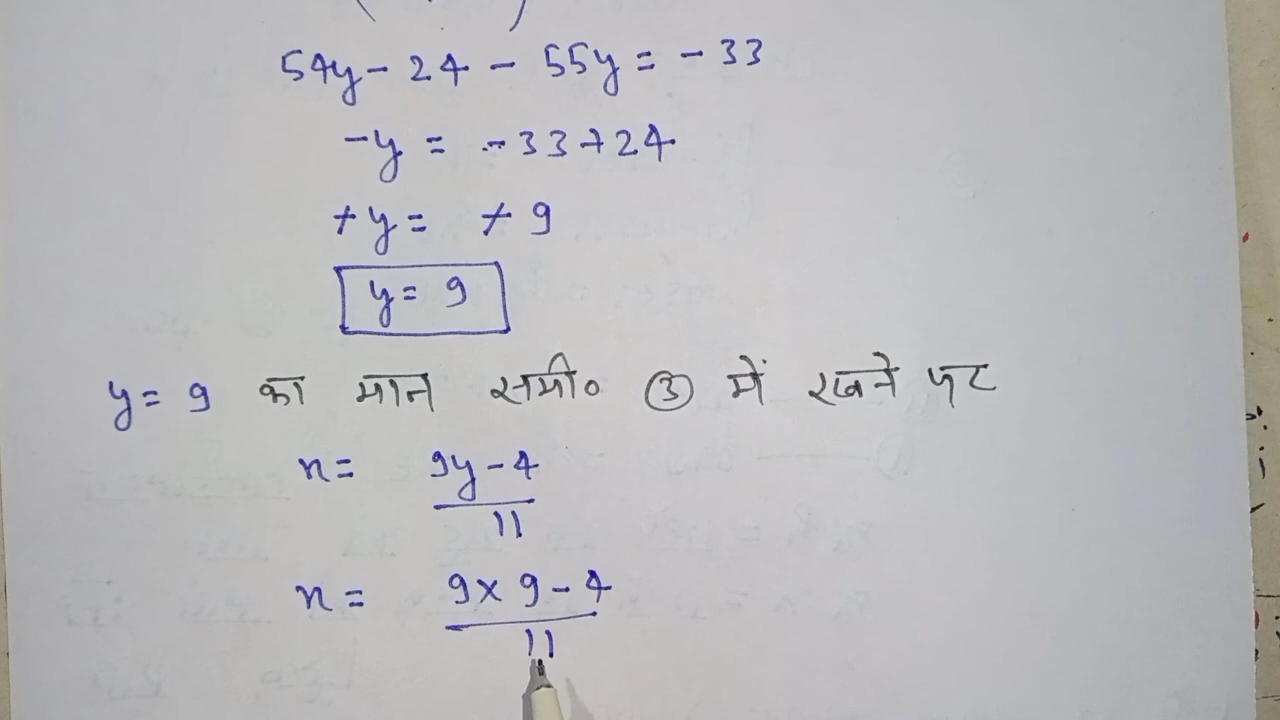 54y - 24 - 55y = - 33
-y = -33+24
+y = + 9
y= 9
y= 9 का मान समी० ③ में रखने पर
x= 9y-4
11
x= 9x 9-4
11